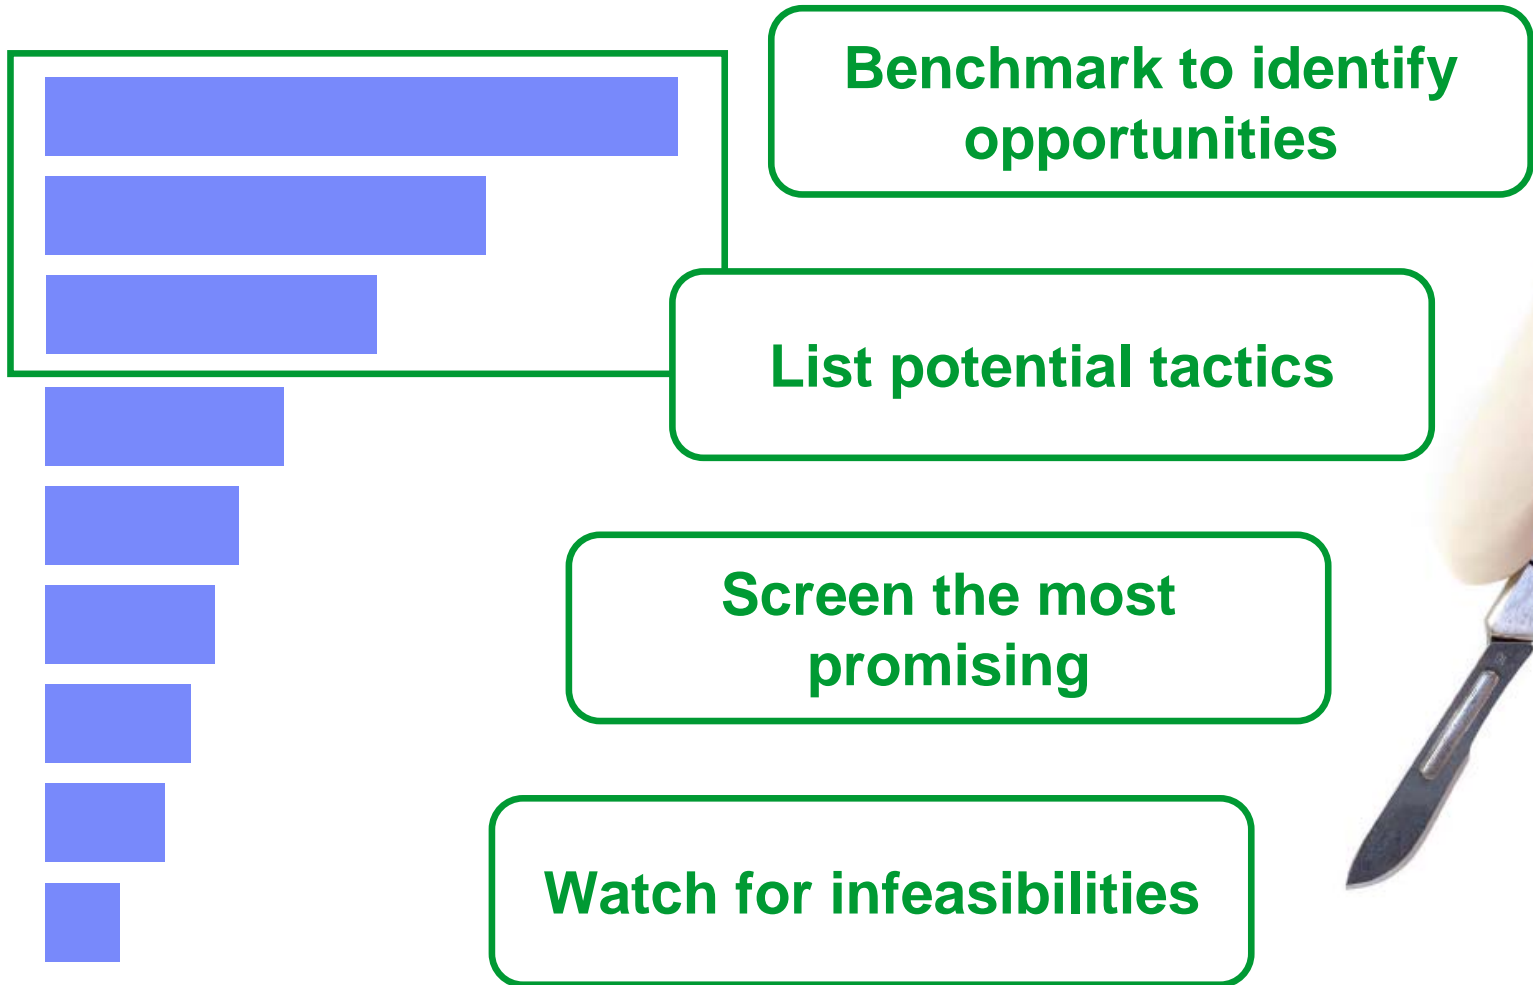 Benchmark to identify
opportunities
List potential tactics
Screen the most
promising
Watch for infeasibilities